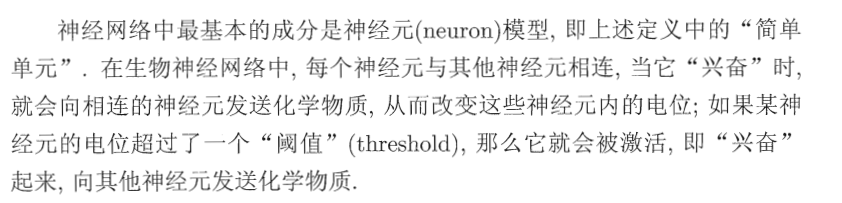 神经网络中最基本的成分是神经元(neuron)模型, 即上述定义中的“简单
单元”. 在生物神经网络中, 每个神经元与其他神经元相连, 当它“兴奋”时,
就会向相连的神经元发送化学物质, 从而改变这些神经元内的电位; 如果某神
经元的电位超过了一个“阈值”(threshold), 那么它就会被激活, 即“兴奋”
起来, 向其他神经元发送化学物质.